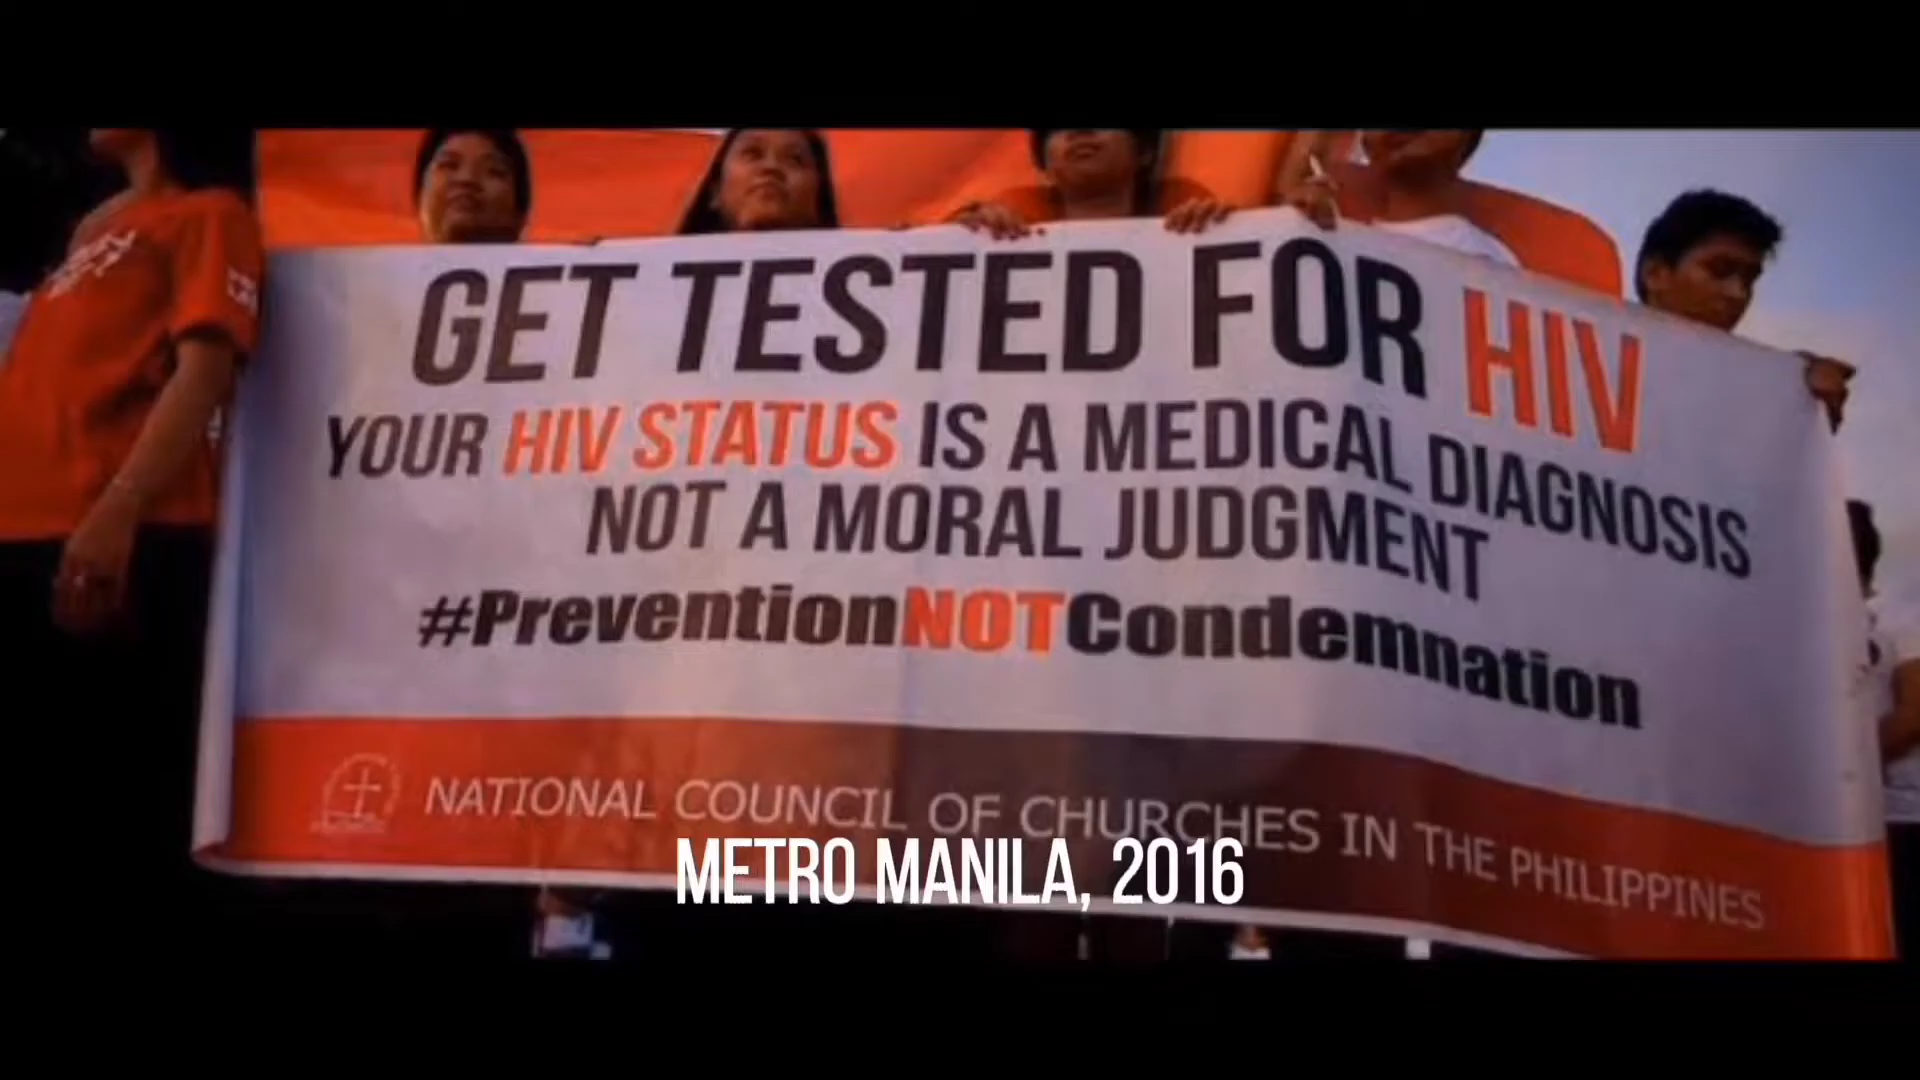 GET TESTED FOR HIV
YOUR HIV STATUS IS A MEDICAL DIAGNOSIS
NOT A MORAL JUDGMENT
#PreventionNOTCondemnation
NATIONAL COUNCIL OF CHURCHES IN THE PHILIPPINES
METRO MANILA, 2016